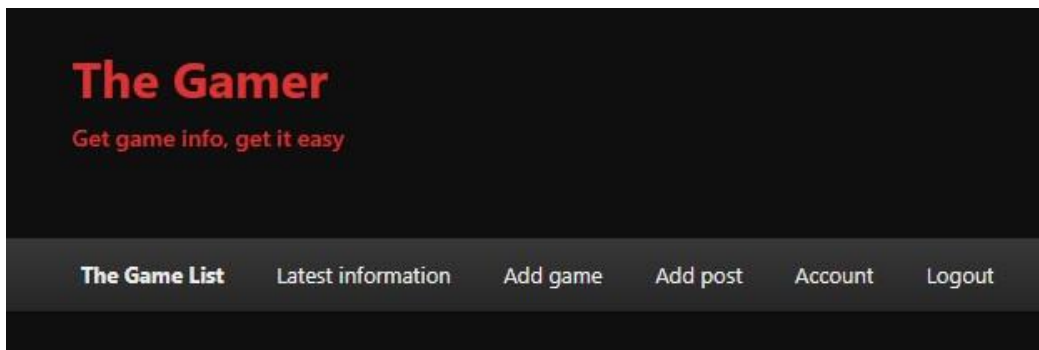 The Gamer
Get game info, get it easy
The Game List Latest information Add game Add post Account Logout